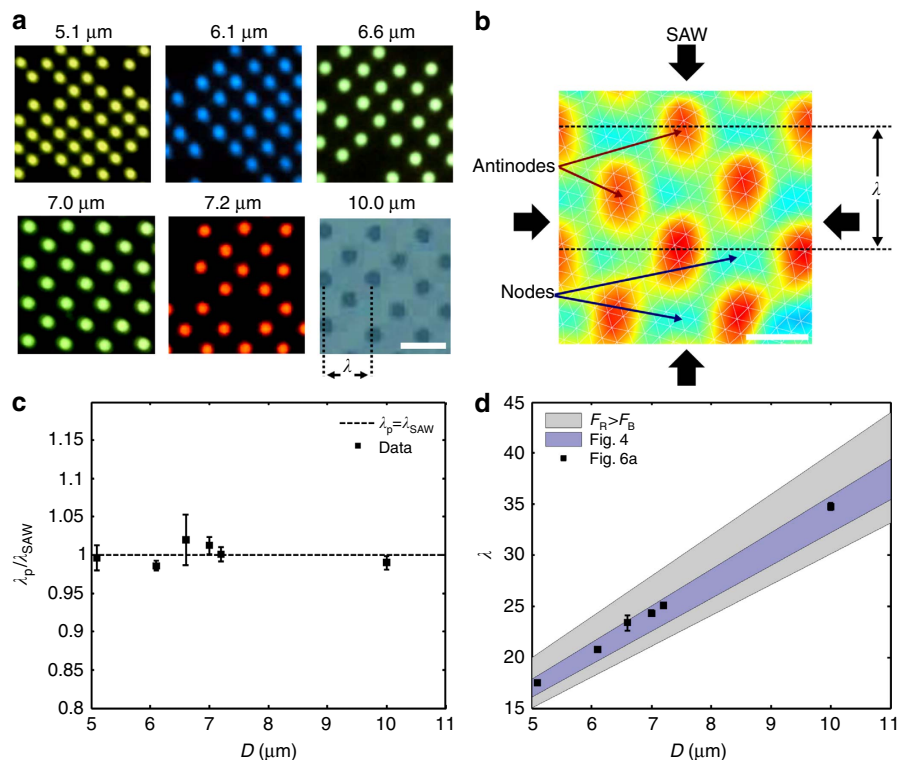 a
5.1 μm
6.1 μm
6.6 μm
7.0 μm
7.2 μm
10.0 μm
λ
b
SAW
Antinodes
Nodes
λ
c
λp=λSAW
Data
1.15
1.1
1.05
1
0.95
0.9
0.85
0.8
λp/λSAW
5 6 7 8 9 10 11
D (μm)
d
FR>FB
Fig. 4
Fig. 6a
45
40
35
30
25
20
15
λ
5 6 7 8 9 10 11
D (μm)